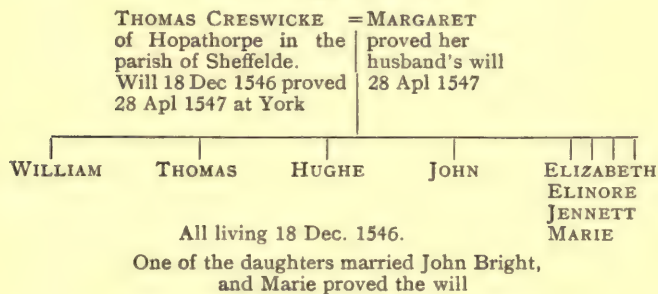 THOMAS CRESWICKE = MARGARET
of Hopathorpe in the proved her
parish of Sheffelde. husband's will
Will 18 Dec 1546 proved 28 Apl 1547
28 Apl 1547 at York
WILLIAM THOMAS HUGHE JOHN ELIZABETH
ELINORE
JENNETT
All living 18 Dec. 1546. MARIE
One of the daughters married John Bright,
and Marie proved the will